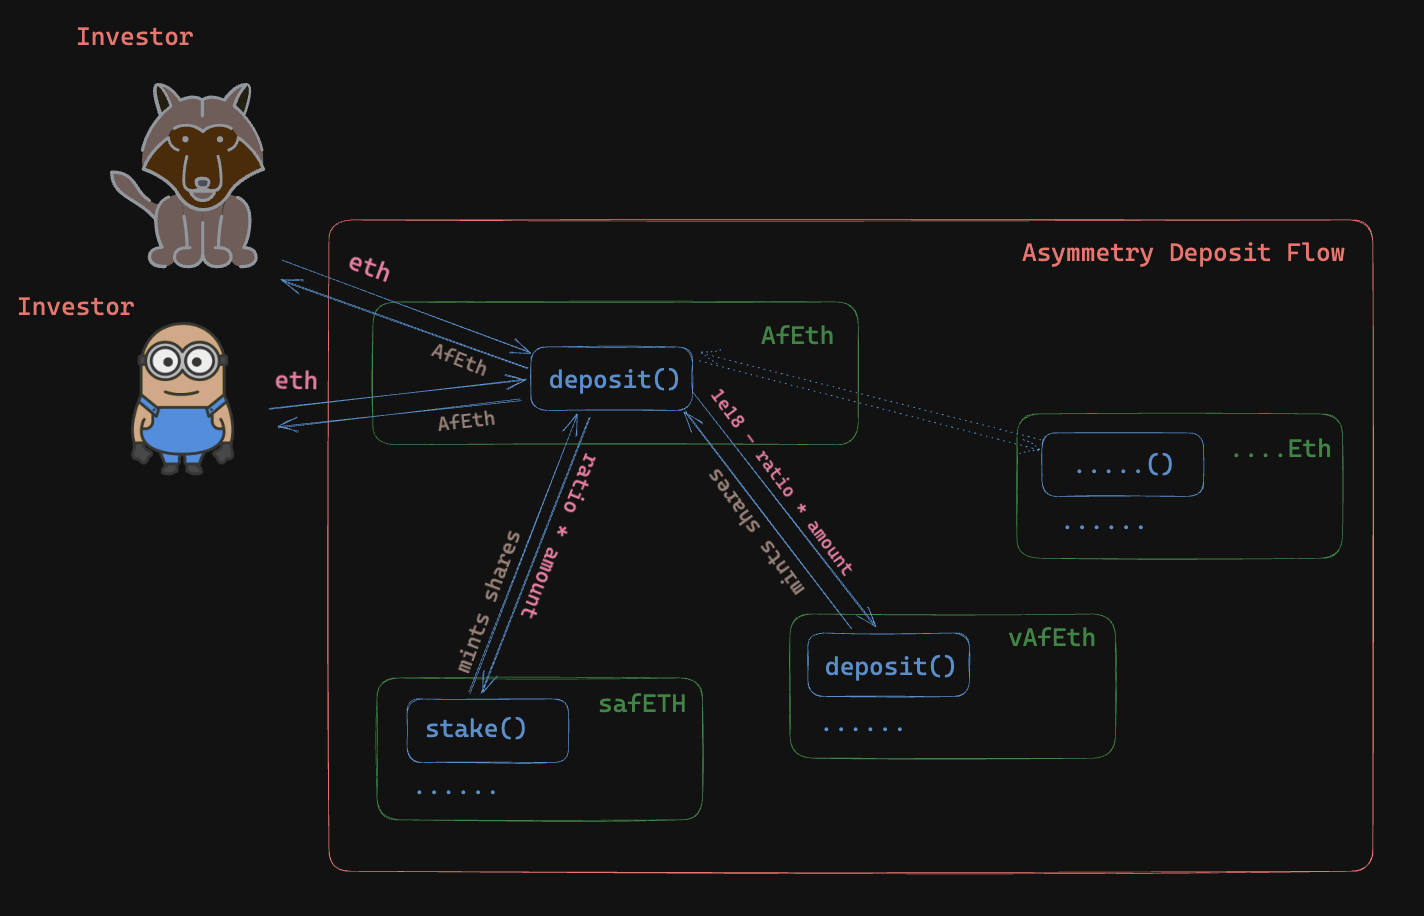 Investor
Asymmetry Deposit Flow
eth
Investor
AfEth
AfEth
deposit()
eth
AfEth
1e18 - ratio * amount
mints shares
....Eth
.....()
......
ratio * amount
mints shares
vAfEth
deposit()
......
safETH
stake()
......